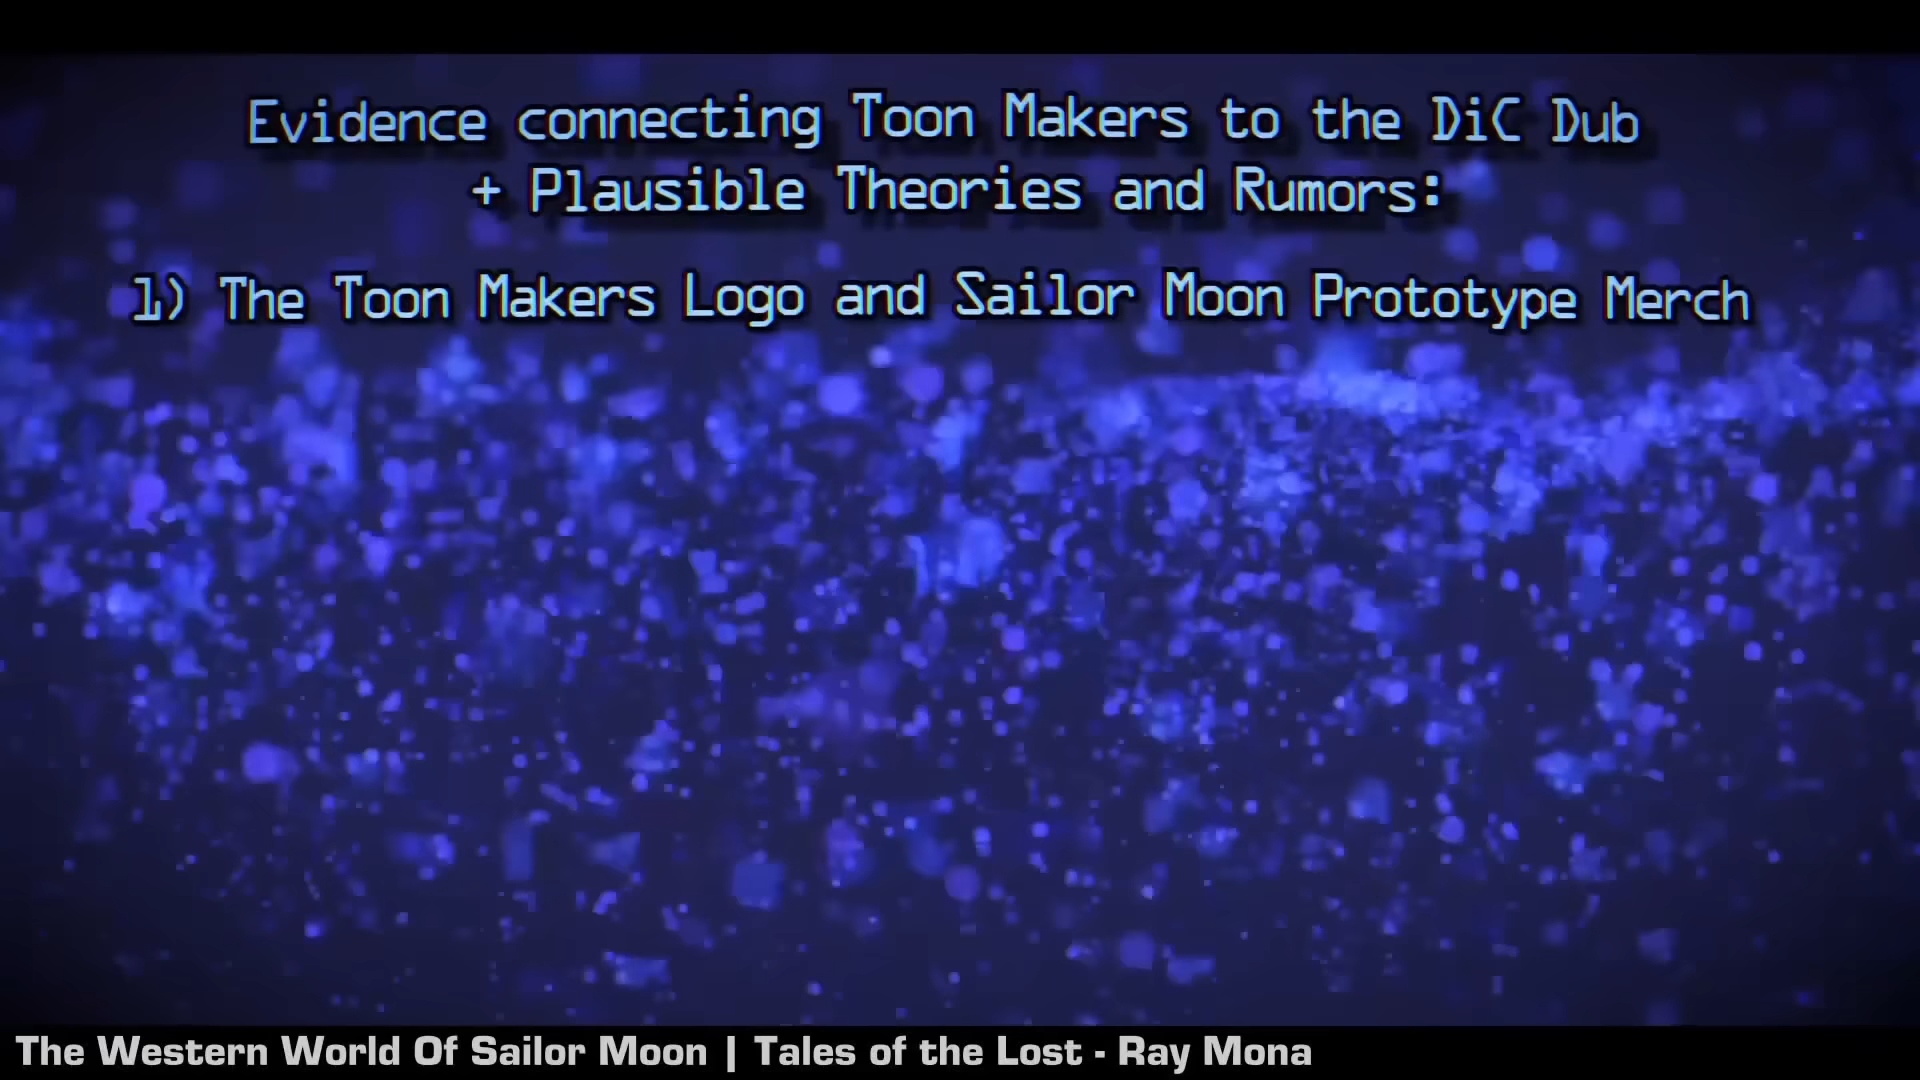 Evidence connecting Toon Makers to the DiC Dub
+ Plausible Theories and Rumors:
1) The Toon Makers Logo and Sailor Moon Prototype Merch
The Western World Of Sailor Moon | Tales of the Lost - Ray Mona